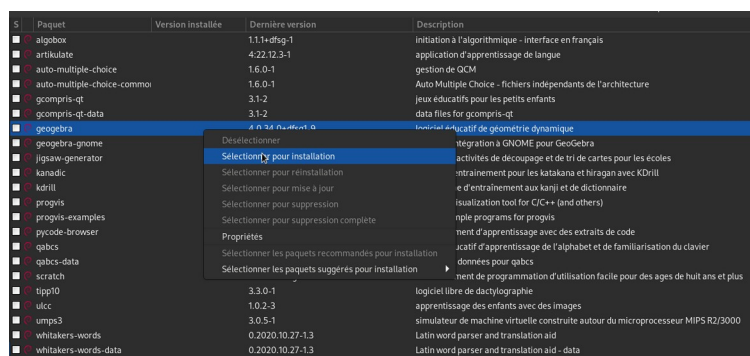 S Paquet Version installée Dernière version Description
algobox 1.1.1+dfsg-1 initiation à l'algorithmique - interface en français
artikulate 4:22.12.3-1 application d'apprentissage de langue
auto-multiple-choice 1.6.0-1 gestion de QCM
auto-multiple-choice-common 1.6.0-1 Auto Multiple Choice - fichiers indépendants de l'architecture
gcompris-qt 3.1-2 jeux éducatifs pour les petits enfants
gcompris-qt-data 3.1-2 data files for gcompris-qt
geogebra 4.0.34.0+dfsg1-9 logiciel éducatif de géométrie dynamique
geogebra-gnome Désélectionner intégration à GNOME pour GeoGebra
jigsaw-generator Sélectionner pour installation activités de découpage et de tri de cartes pour les écoles
kanadic Sélectionner pour réinstallation entrainement pour les katakana et hiragan avec KDrill
kdrill Sélectionner pour mise à jour d'entraînement aux kanji et de dictionnaire
progvis Sélectionner pour suppression visualization tool for C/C++ (and others)
progvis-examples Sélectionner pour suppression complète programs for progvis
pycode-browser Propriétés d'apprentissage avec des extraits de code
qabcs Sélectionner les paquets recommandés pour installation d'apprentissage de l'alphabet et de familiarisation du clavier
qabcs-data Sélectionner les paquets suggérés pour installation données pour qabcs
scratch de programmation d'utilisation facile pour des ages de huit ans et plus
tipp10 3.3.0-1 logiciel libre de dactylographie
ulcc 1.0.2-3 apprentissage des enfants avec des images
umps3 3.0.5-1 simulateur de machine virtuelle construite autour du microprocesseur MIPS R2/3000
whitakers-words 0.2020.10.27-1.3 Latin word parser and translation aid
whitakers-words-data 0.2020.10.27-1.3 Latin word parser and translation aid - data